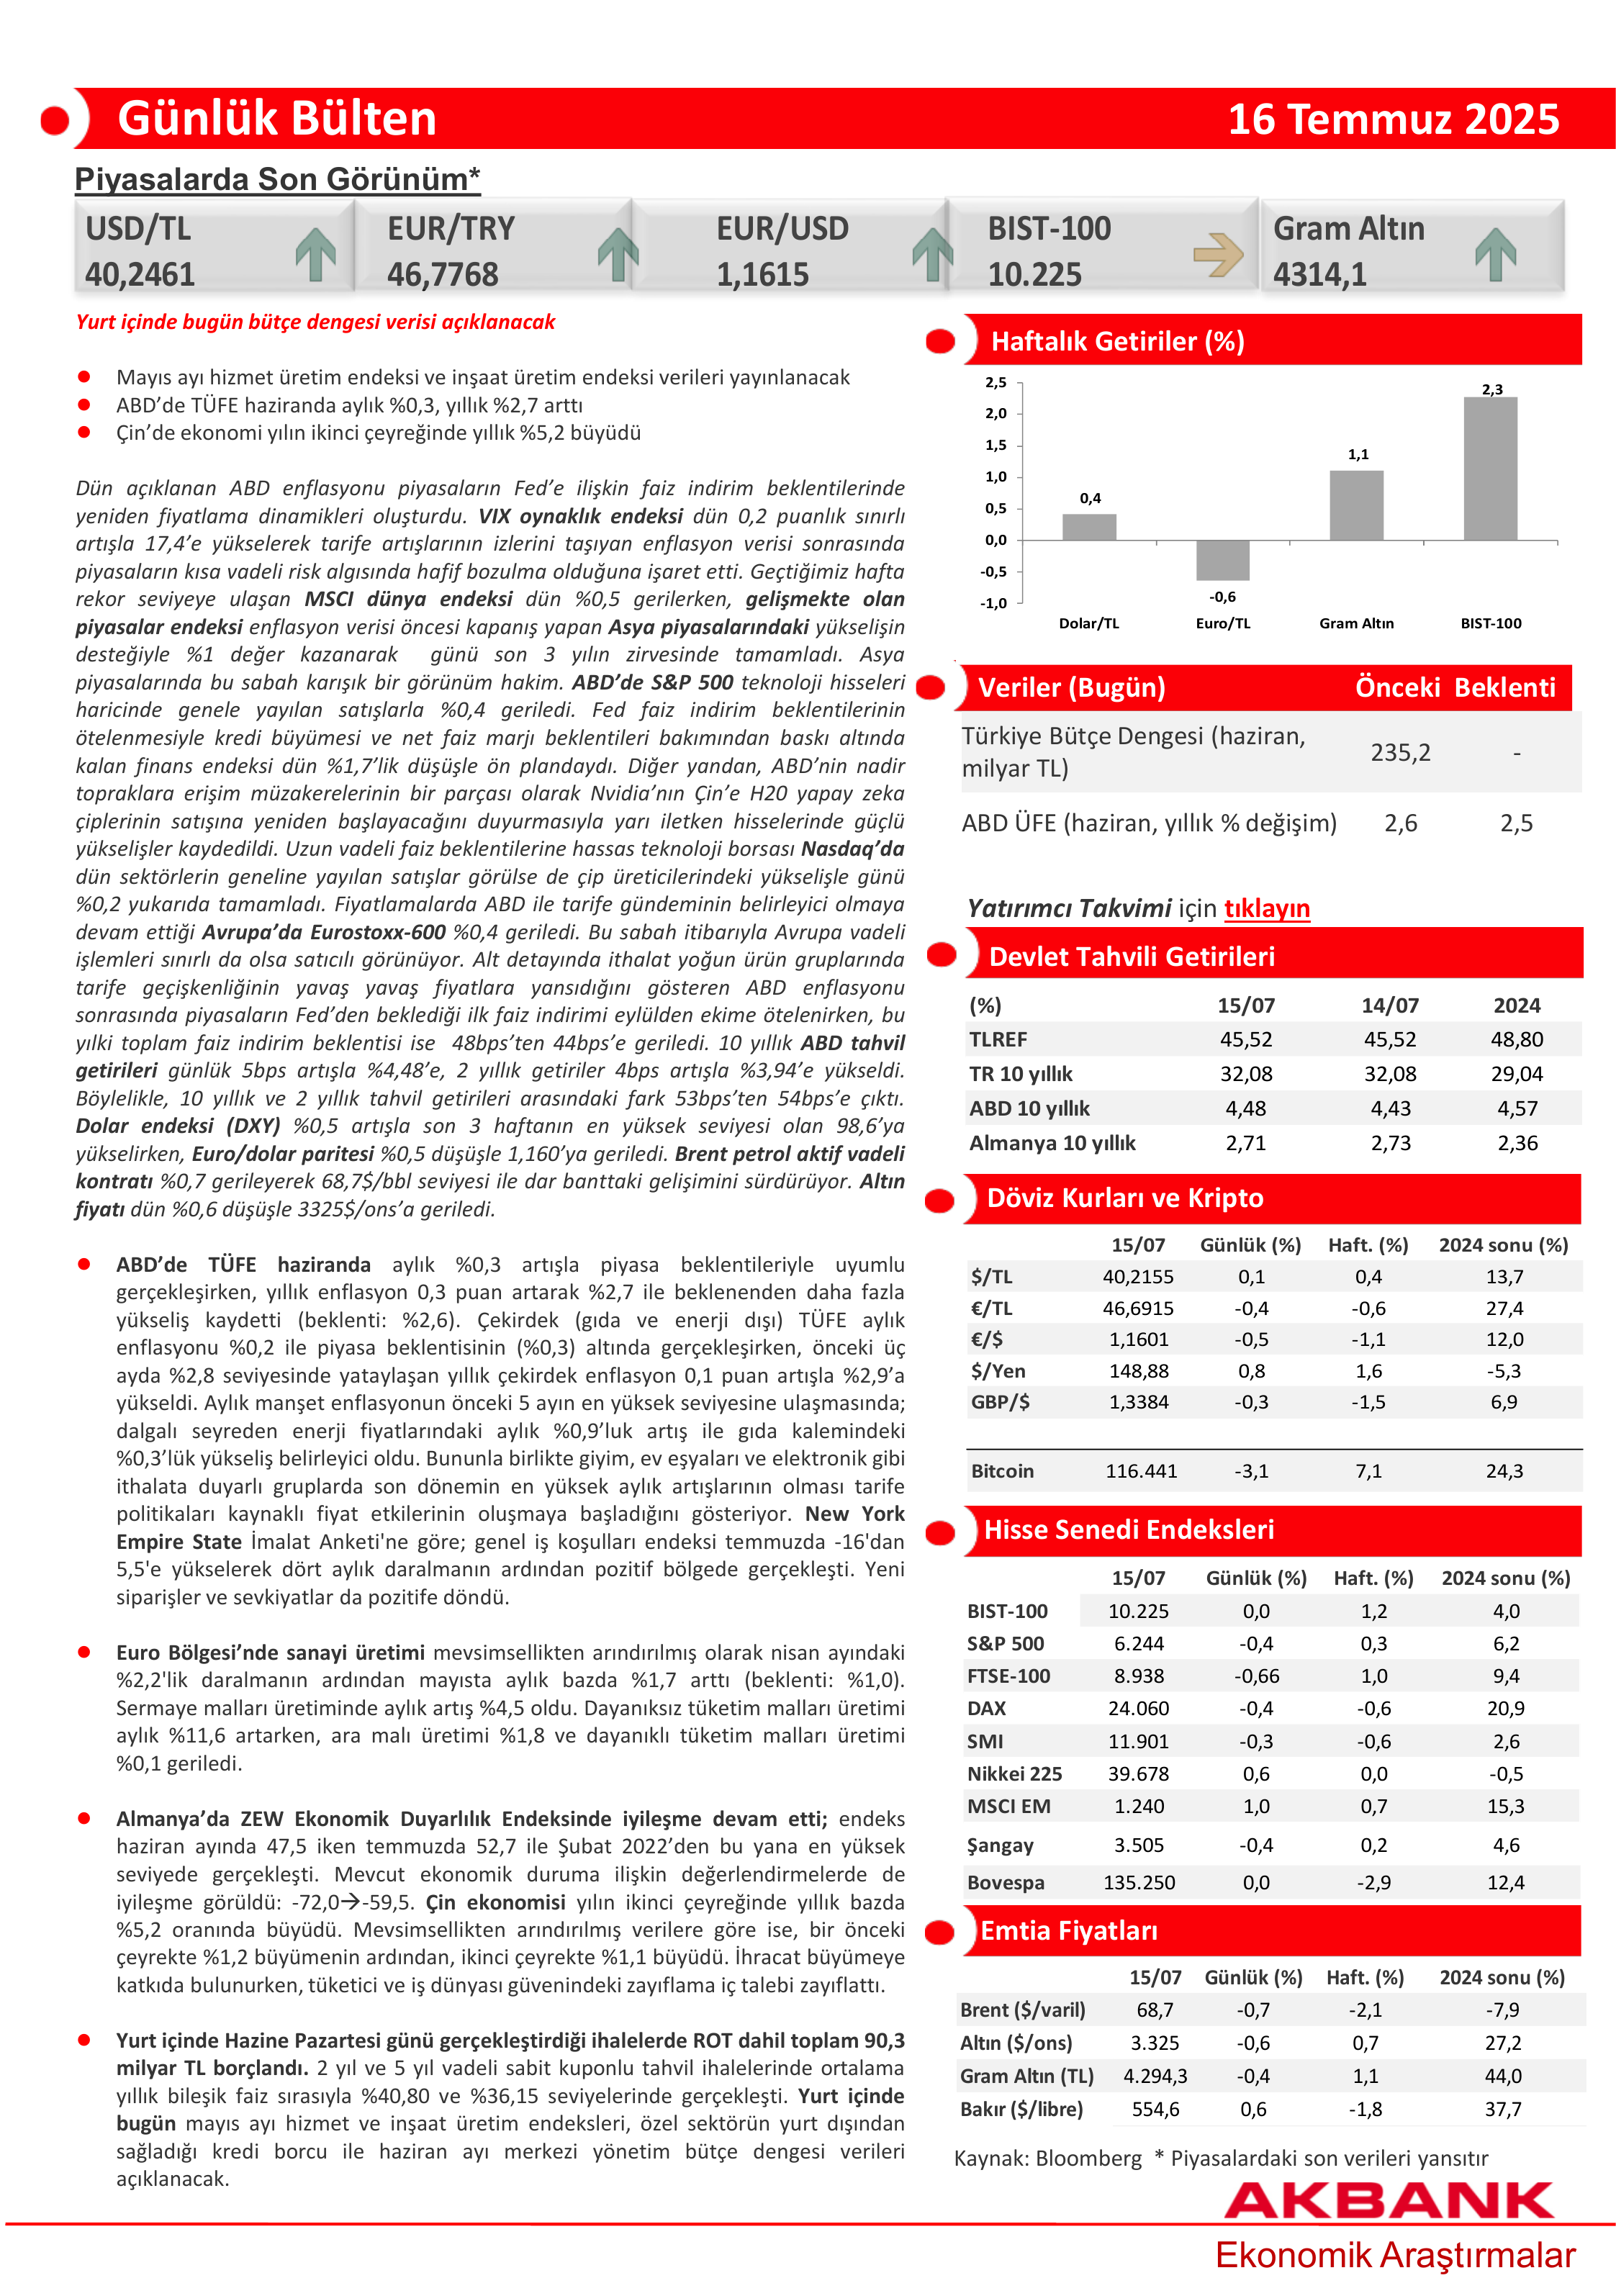 Günlük Bülten
16 Temmuz 2025
Piyasalarda Son Görünüm*
USD/TL
40,2461
EUR/TRY
46,7768
EUR/USD
1,1615
BIST-100
10.225
Gram Altın
4314,1
Yurt içinde bugün bütçe dengesi verisi açıklanacak
Mayıs ayı hizmet üretim endeksi ve inşaat üretim endeksi verileri yayınlanacak
ABD’de TÜFE haziranda aylık %0,3, yıllık %2,7 arttı
Çin’de ekonomi yılın ikinci çeyreğinde yıllık %5,2 büyüdü
Dün açıklanan ABD enflasyonu piyasaların Fed’e ilişkin faiz indirim beklentilerinde
yeniden fiyatlama dinamikleri oluşturdu. VIX oynaklık endeksi dün 0,2 puanlık sınırlı
artışla 17,4’e yükselerek tarife artışlarının izlerini taşıyan enflasyon verisi sonrasında
piyasaların kısa vadeli risk algısında hafif bozulma olduğuna işaret etti. Geçtiğimiz hafta
rekor seviyeye ulaşan MSCI dünya endeksi dün %0,5 gerilerken, gelişmekte olan
piyasalar endeksi enflasyon verisi öncesi kapanış yapan Asya piyasalarındaki yükselişin
desteğiyle %1 değer kazanarak günü son 3 yılın zirvesinde tamamladı. Asya
piyasalarında bu sabah karışık bir görünüm hakim. ABD’de S&P 500 teknoloji hisseleri
haricinde genele yayılan satışlarla %0,4 geriledi. Fed faiz indirim beklentilerinin
ötelenmesiyle kredi büyümesi ve net faiz marjı beklentileri bakımından baskı altında
kalan finans endeksi dün %1,7’lik düşüşle ön plandaydı. Diğer yandan, ABD’nin nadir
topraklara erişim müzakerelerinin bir parçası olarak Nvidia’nın Çin’e H20 yapay zeka
çiplerinin satışına yeniden başlayacağını duyurmasıyla yarı iletken hisselerinde güçlü
yükselişler kaydedildi. Uzun vadeli faiz beklentilerine hassas teknoloji borsası Nasdaq’da
dün sektörlerin geneline yayılan satışlar görülse de çip üreticilerindeki yükselişle günü
%0,2 yukarıda tamamladı. Fiyatlamalarda ABD ile tarife gündeminin belirleyici olmaya
devam ettiği Avrupa’da Eurostoxx-600 %0,4 geriledi. Bu sabah itibarıyla Avrupa vadeli
işlemleri sınırlı da olsa satıcılı görünüyor. Alt detayında ithalat yoğun ürün gruplarında
tarife geçişkenliğinin yavaş yavaş fiyatlara yansıdığını gösteren ABD enflasyonu
sonrasında piyasaların Fed’den beklediği ilk faiz indirimi eylülden ekime ötelenirken, bu
yılki toplam faiz indirim beklentisi ise 48bps’ten 44bps’e geriledi. 10 yıllık ABD tahvil
getirileri günlük 5bps artışla %4,48’e, 2 yıllık getiriler 4bps artışla %3,94’e yükseldi.
Böylelikle, 10 yıllık ve 2 yıllık tahvil getirileri arasındaki fark 53bps’ten 54bps’e çıktı.
Dolar endeksi (DXY) %0,5 artışla son 3 haftanın en yüksek seviyesi olan 98,6’ya
yükselirken, Euro/dolar paritesi %0,5 düşüşle 1,160’ya geriledi. Brent petrol aktif vadeli
kontratı %0,7 gerileyerek 68,7$/bbl seviyesi ile dar banttaki gelişimini sürdürüyor. Altın
fiyatı dün %0,6 düşüşle 3325$/ons’a geriledi.
ABD’de TÜFE haziranda aylık %0,3 artışla piyasa beklentileriyle uyumlu
gerçekleşirken, yıllık enflasyon 0,3 puan artarak %2,7 ile beklenenden daha fazla
yükseliş kaydetti (beklenti: %2,6). Çekirdek (gıda ve enerji dışı) TÜFE aylık
enflasyonu %0,2 ile piyasa beklentisinin (%0,3) altında gerçekleşirken, önceki üç
ayda %2,8 seviyesinde yataylaşan yıllık çekirdek enflasyon 0,1 puan artışla %2,9’a
yükseldi. Aylık manşet enflasyonun önceki 5 ayın en yüksek seviyesine ulaşmasında;
dalgalı seyreden enerji fiyatlarındaki aylık %0,9’luk artış ile gıda kalemindeki
%0,3’lük yükseliş belirleyici oldu. Bununla birlikte giyim, ev eşyaları ve elektronik gibi
ithalata duyarlı gruplarda son dönemin en yüksek aylık artışlarının olması tarife
politikaları kaynaklı fiyat etkilerinin oluşmaya başladığını gösteriyor. New York
Empire State İmalat Anketi'ne göre; genel iş koşulları endeksi temmuzda -16'dan
5,5'e yükselerek dört aylık daralmanın ardından pozitif bölgede gerçekleşti. Yeni
siparişler ve sevkiyatlar da pozitife döndü.
Euro Bölgesi’nde sanayi üretimi mevsimsellikten arındırılmış olarak nisan ayındaki
%2,2'lik daralmanın ardından mayısta aylık bazda %1,7 arttı (beklenti: %1,0).
Sermaye malları üretiminde aylık artış %4,5 oldu. Dayanıksız tüketim malları üretimi
aylık %11,6 artarken, ara malı üretimi %1,8 ve dayanıklı tüketim malları üretimi
%0,1 geriledi.
Almanya’da ZEW Ekonomik Duyarlılık Endeksinde iyileşme devam etti; endeks
haziran ayında 47,5 iken temmuzda 52,7 ile Şubat 2022’den bu yana en yüksek
seviyede gerçekleşti. Mevcut ekonomik duruma ilişkin değerlendirmelerde de
iyileşme görüldü: -72,0→-59,5. Çin ekonomisi yılın ikinci çeyreğinde yıllık bazda
%5,2 oranında büyüdü. Mevsimsellikten arındırılmış verilere göre ise, bir önceki
çeyrekte %1,2 büyümenin ardından, ikinci çeyrekte %1,1 büyüdü. İhracat büyümeye
katkıda bulunurken, tüketici ve iş dünyası güvenindeki zayıflama iç talebi zayıflattı.
Yurt içinde Hazine Pazartesi günü gerçekleştirdiği ihalelerde ROT dahil toplam 90,3
milyar TL borçlandı. 2 yıl ve 5 yıl vadeli sabit kuponlu tahvil ihalelerinde ortalama
yıllık bileşik faiz sırasıyla %40,80 ve %36,15 seviyelerinde gerçekleşti. Yurt içinde
bugün mayıs ayı hizmet ve inşaat üretim endeksleri, özel sektörün yurt dışından
sağladığı kredi borcu ile haziran ayı merkezi yönetim bütçe dengesi verileri
açıklanacak.
Haftalık Getiriler (%)
2,5
2,0
1,5
1,0
0,5
0,0
-0,5
-1,0
0,4
-0,6
1,1
2,3
Dolar/TL Euro/TL Gram Altın BIST-100
Veriler (Bugün) Önceki Beklenti
Türkiye Bütçe Dengesi (haziran,
milyar TL) 235,2 -
ABD ÜFE (haziran, yıllık % değişim) 2,6 2,5
Yatırımcı Takvimi için tıklayın
Devlet Tahvili Getirileri
(%) 15/07 14/07 2024
TLREF 45,52 45,52 48,80
TR 10 yıllık 32,08 32,08 29,04
ABD 10 yıllık 4,48 4,43 4,57
Almanya 10 yıllık 2,71 2,73 2,36
Döviz Kurları ve Kripto
15/07 Günlük (%) Haft. (%) 2024 sonu (%)
$/TL 40,2155 0,1 0,4 13,7
€/TL 46,6915 -0,4 -0,6 27,4
€/$ 1,1601 -0,5 -1,1 12,0
$/Yen 148,88 0,8 1,6 -5,3
GBP/$ 1,3384 -0,3 -1,5 6,9
Bitcoin 116.441 -3,1 7,1 24,3
Hisse Senedi Endeksleri
15/07 Günlük (%) Haft. (%) 2024 sonu (%)
BIST-100 10.225 0,0 1,2 4,0
S&P 500 6.244 -0,4 0,3 6,2
FTSE-100 8.938 -0,66 1,0 9,4
DAX 24.060 -0,4 -0,6 20,9
SMI 11.901 -0,3 -0,6 2,6
Nikkei 225 39.678 0,6 0,0 -0,5
MSCI EM 1.240 1,0 0,7 15,3
Şangay 3.505 -0,4 0,2 4,6
Bovespa 135.250 0,0 -2,9 12,4
Emtia Fiyatları
15/07 Günlük (%) Haft. (%) 2024 sonu (%)
Brent ($/varil) 68,7 -0,7 -2,1 -7,9
Altın ($/ons) 3.325 -0,6 0,7 27,2
Gram Altın (TL) 4.294,3 -0,4 1,1 44,0
Bakır ($/libre) 554,6 0,6 -1,8 37,7
Kaynak: Bloomberg * Piyasalardaki son verileri yansıtır
AKBANK
Ekonomik Araştırmalar